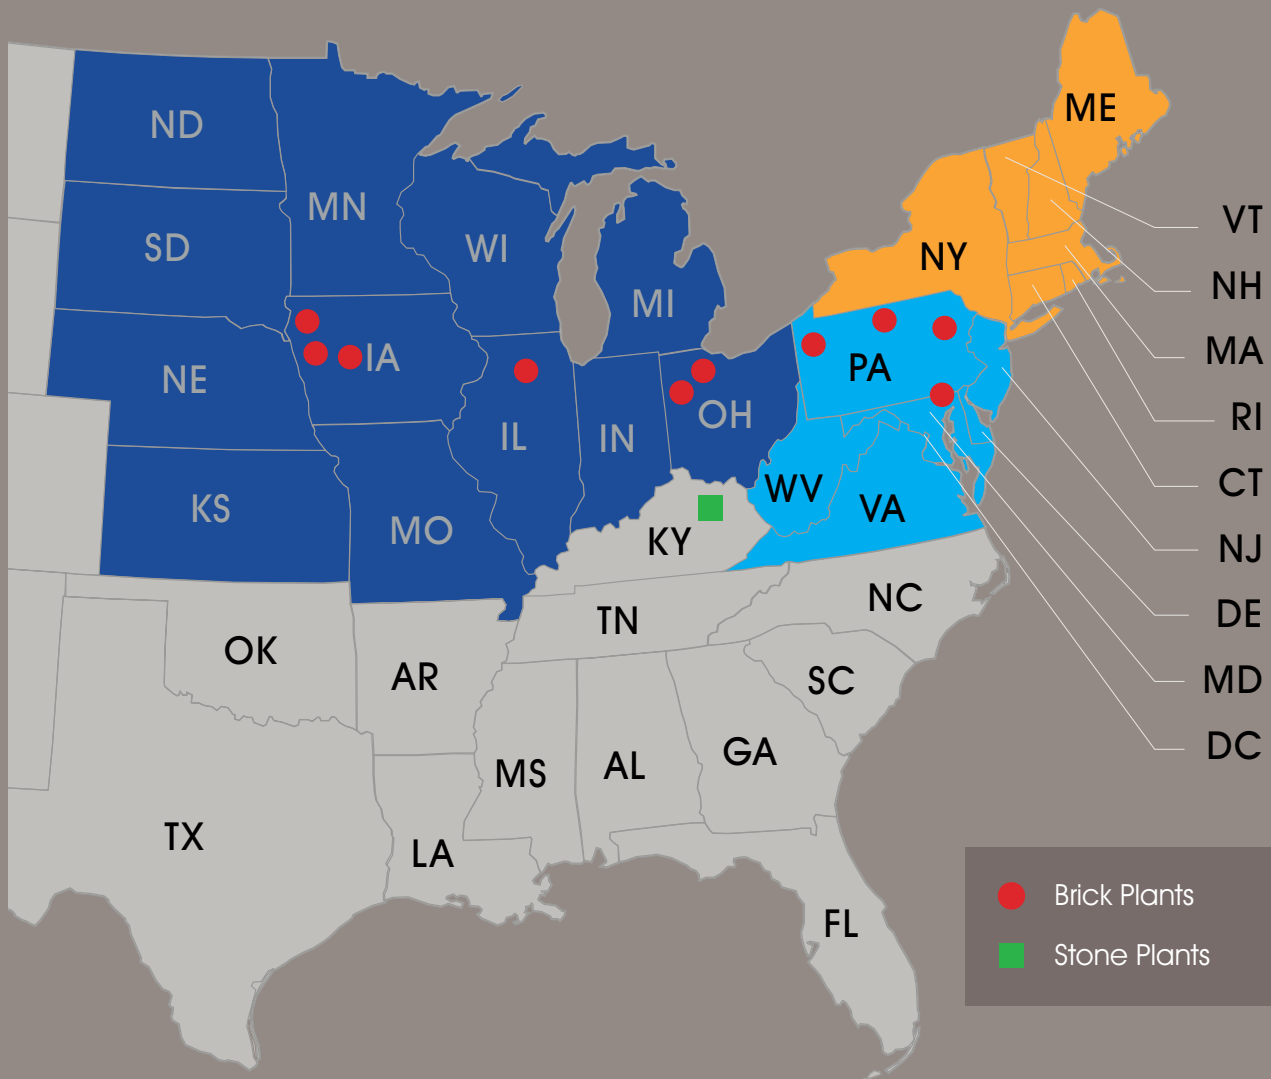 ME
ND
MN
VT
SD
WI
NY
NH
MI
MA
IA
PA
NE
OH
RI
IL
IN
CT
WV
KS
VA
MO
KY
NJ
NC
DE
TN
OK
AR
SC
MD
DC
GA
AL
MS
TX
LA
FL
Brick Plants
Stone Plants